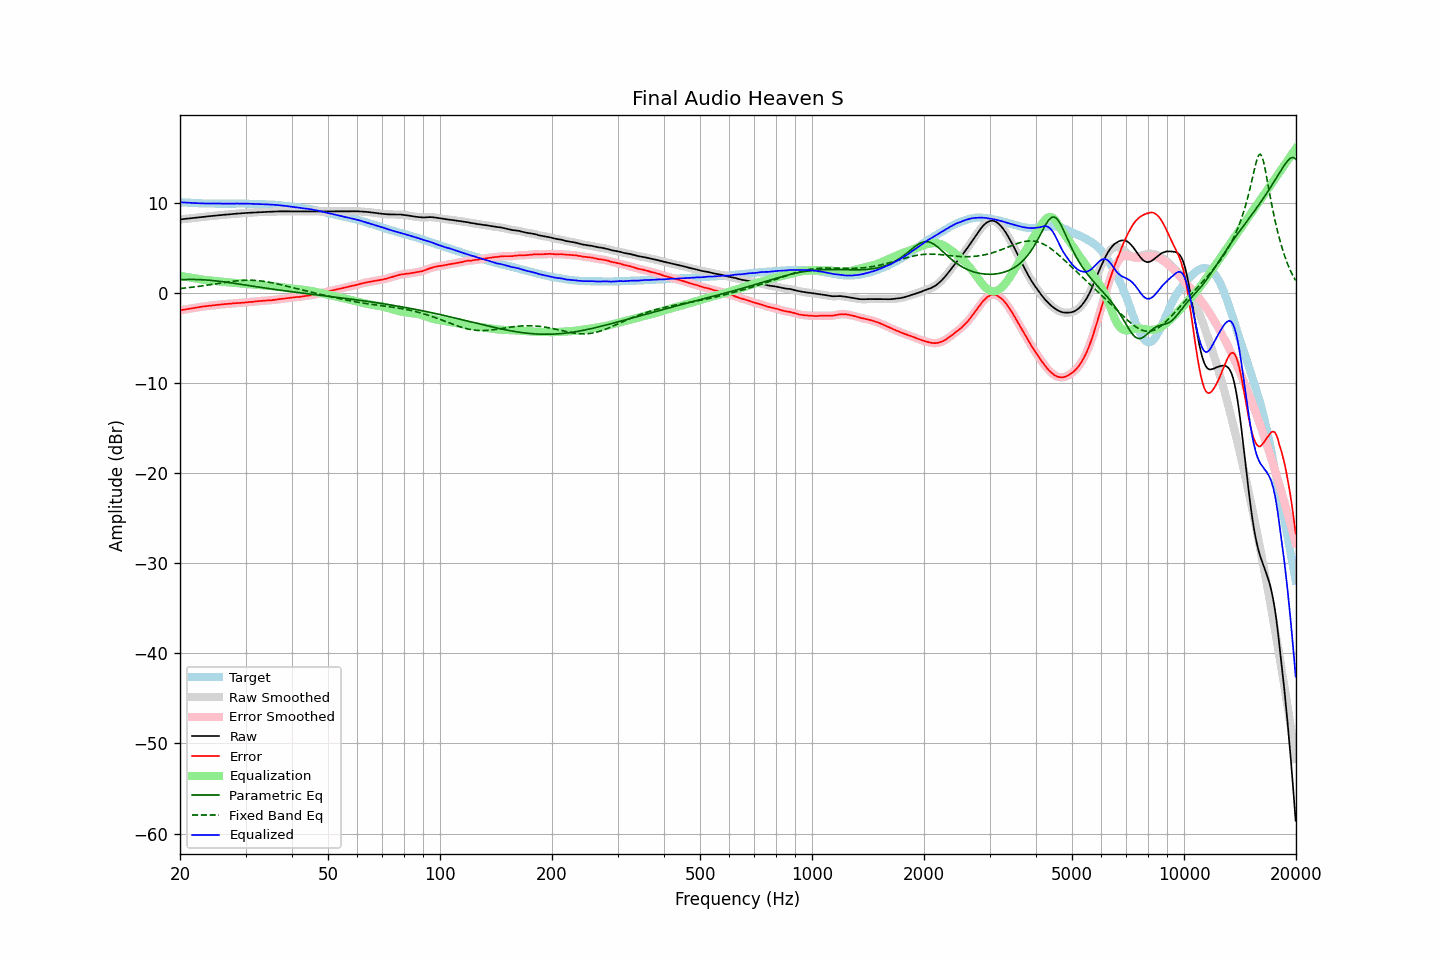 Final Audio Heaven S
Amplitude (dBr)
10
0
−10
−20
−30
−40
−50
−60
Target
Raw Smoothed
Error Smoothed
Raw
Error
Equalization
Parametric Eq
Fixed Band Eq
Equalized
20 50 100 200 500 1000 2000 5000 10000 20000
Frequency (Hz)